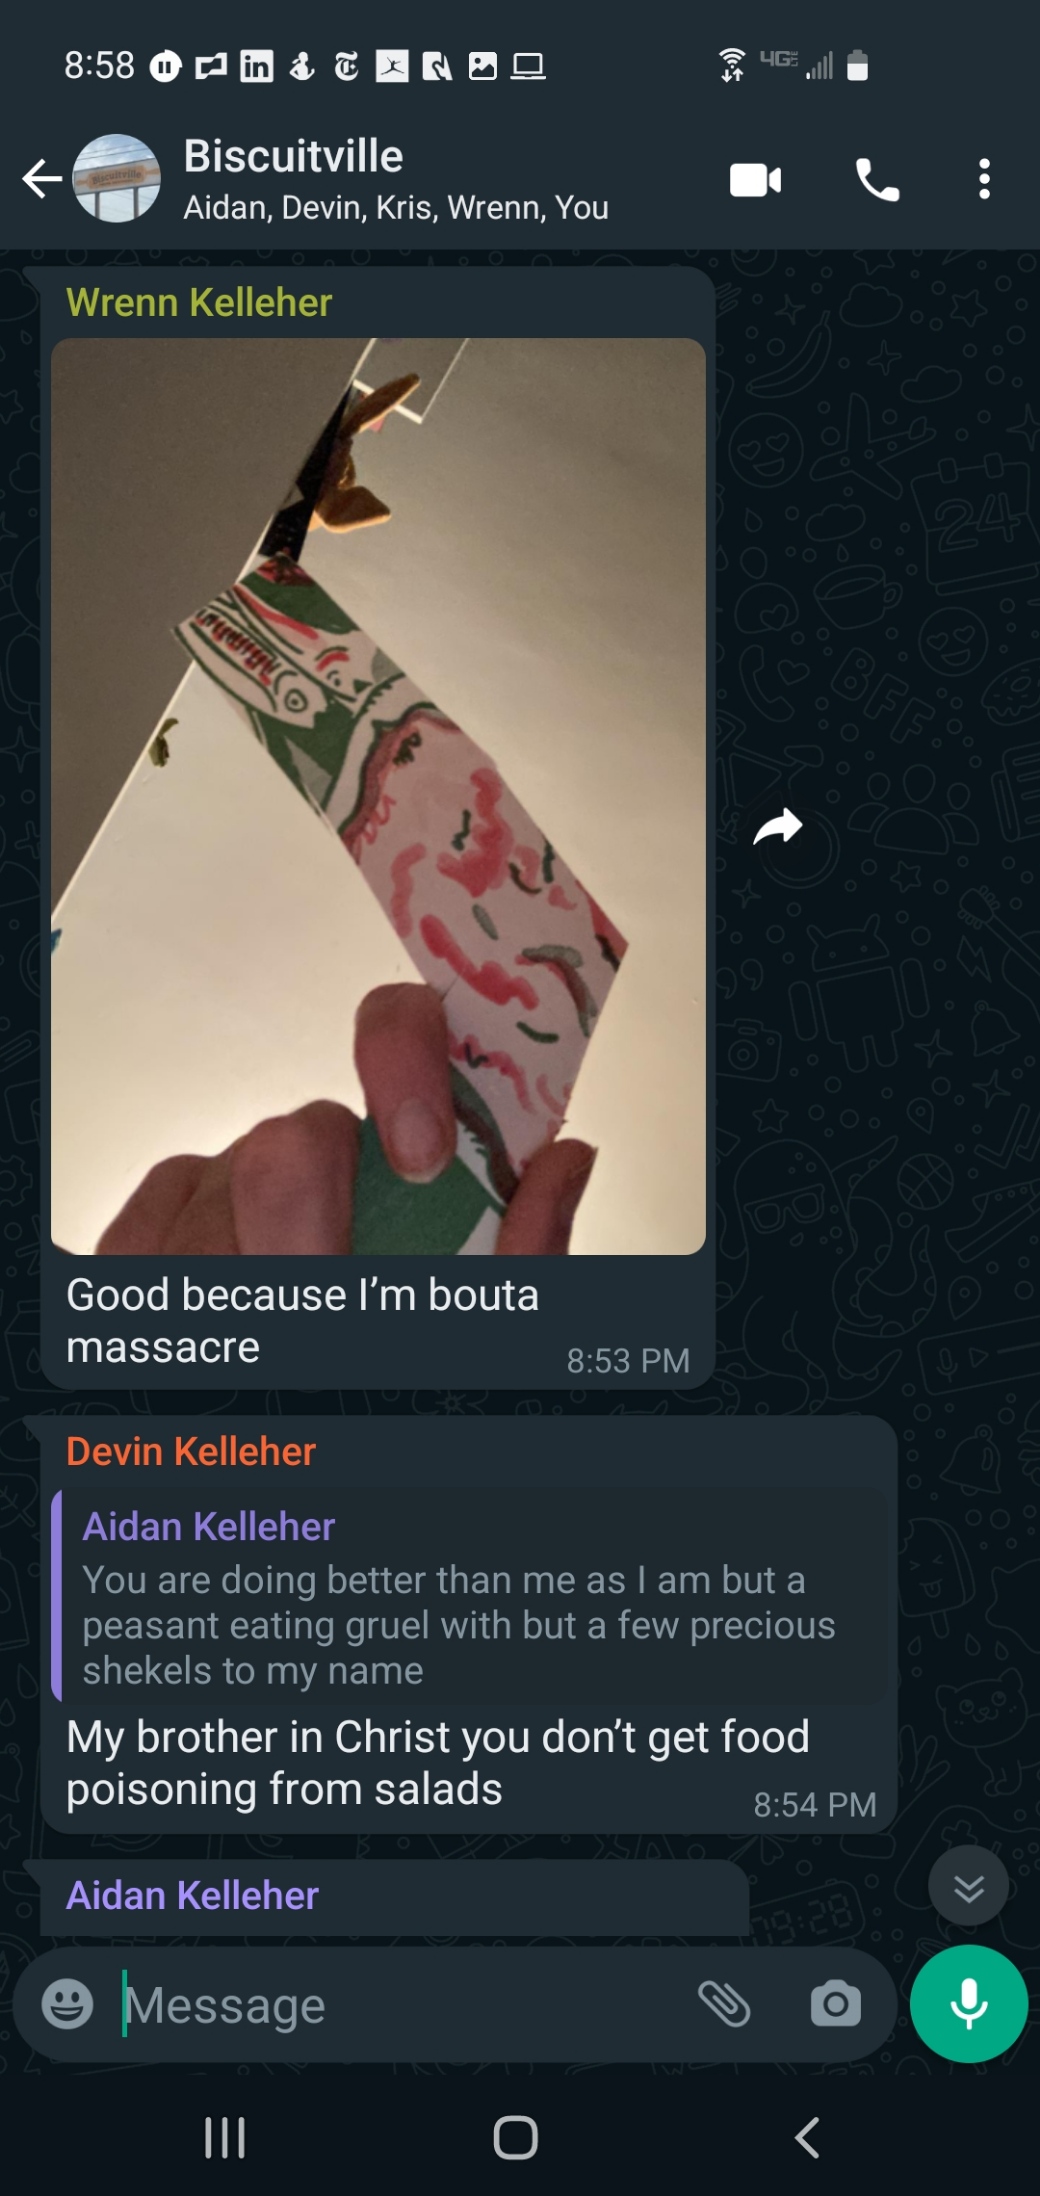 8:58
4GE
Biscuitville
Aidan, Devin, Kris, Wrenn, You
Wrenn Kelleher
Good because I’m bouta
massacre
8:53 PM
Devin Kelleher
Aidan Kelleher
You are doing better than me as I am but a
peasant eating gruel with but a few precious
shekels to my name
My brother in Christ you don’t get food
poisoning from salads
8:54 PM
Aidan Kelleher
Message